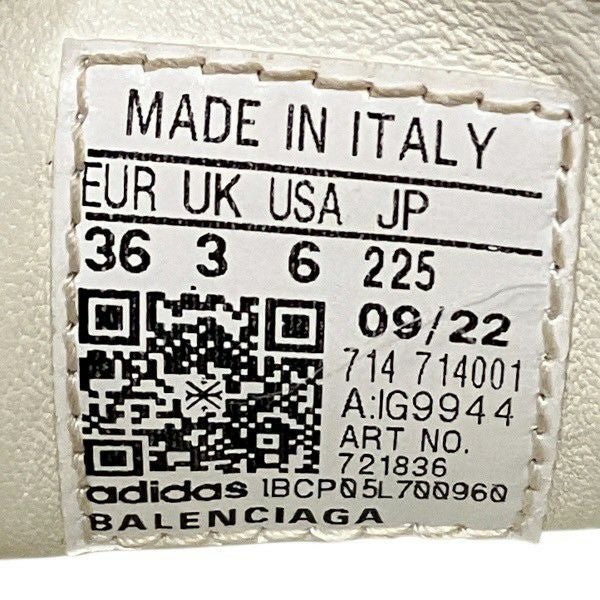 MADE IN ITALY
EUR UK USA JP
36 3 6 225
09/22
714 714001
A:IG9944
ART NO.
721836
adidas 1BCP05L700960
BALENCIAGA